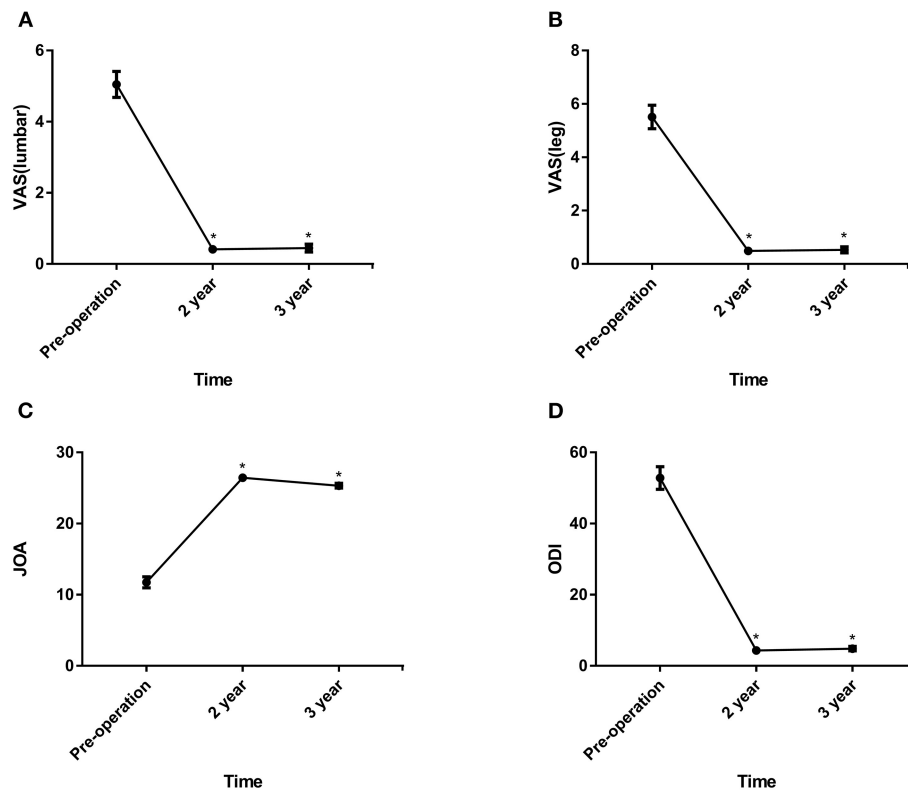 A
VAS(lumbar)
6
4
2
0
*
*
Pre-operation
2 year
3 year
Time
B
VAS(leg)
8
6
4
2
0
*
*
Pre-operation
2 year
3 year
Time
C
JOA
30
20
10
0
*
*
Pre-operation
2 year
3 year
Time
D
ODI
60
40
20
0
*
*
Pre-operation
2 year
3 year
Time